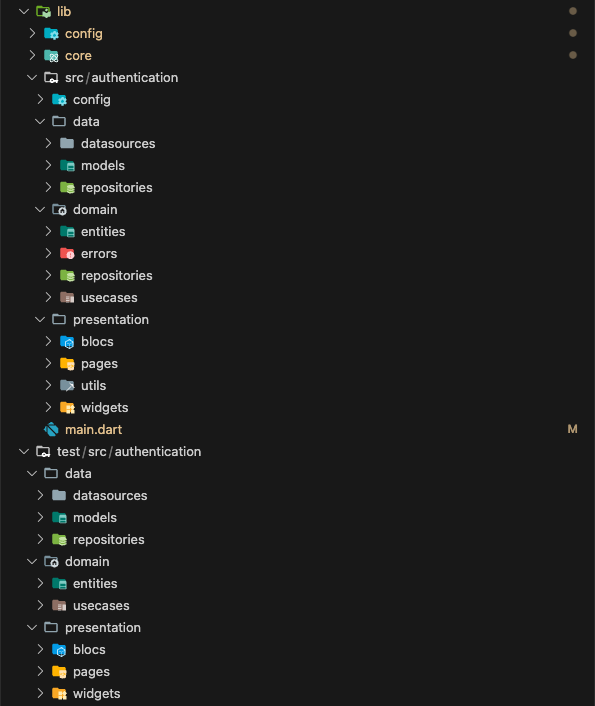 lib
config
core
src/authentication
config
data
datasources
models
repositories
domain
entities
errors
repositories
usecases
presentation
blocs
pages
utils
widgets
main.dart M
test/src/authentication
data
datasources
models
repositories
domain
entities
usecases
presentation
blocs
pages
widgets